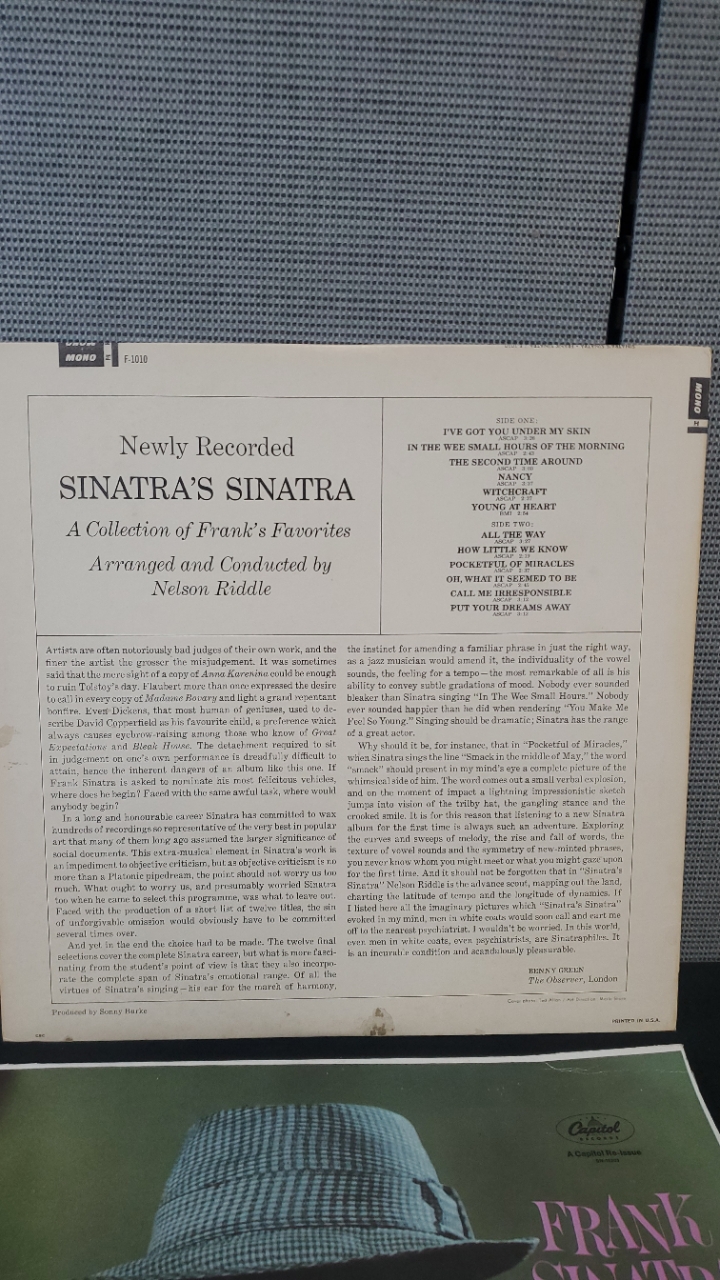 MONO
F-1010
MONO
Newly Recorded
SINATRA'S SINATRA
A Collection of Frank's Favorites
Arranged and Conducted by
Nelson Riddle
SIDE ONE:
I'VE GOT YOU UNDER MY SKIN
ASCAP
IN THE WEE SMALL HOURS OF THE MORNING
ASCAP
THE SECOND TIME AROUND
ASCAP
NANCY
ASCAP
WITCHCRAFT
ASCAP
YOUNG AT HEART
BMI
SIDE TWO:
ALL THE WAY
ASCAP
HOW LITTLE WE KNOW
ASCAP
POCKETFUL OF MIRACLES
ASCAP
OH, WHAT IT SEEMED TO BE
ASCAP
CALL ME IRRESPONSIBLE
ASCAP
PUT YOUR DREAMS AWAY
ASCAP
Artists are often notoriously bad judges of their own work, and the
finer the artist the grosser the misjudgement. It was sometimes
said that the mere sight of a copy of Anna Karenina could be enough
to ruin Tolstoy's day. Flaubert more than once expressed the desire
to call in every copy of Madame Bovary and light a grand repentant
bonfire. Even Dickens, that most human of geniuses, used to de-
scribe David Copperfield as his favourite child, a preference which
always causes eyebrow-raising among those who know of Great
Expectations and Bleak House. The detachment required to sit
in judgement on one's own performance is dreadfully difficult to
attain, hence the inherent dangers of an album like this one. If
Frank Sinatra is asked to nominate his most felicitous vehicles,
where does he begin? Faced with the same awful task, where would
anybody begin?
In a long and honourable career Sinatra has committed to wax
hundreds of recordings so representative of the very best in popular
art that many of them long ago assumed the larger significance of
social documents. This extra-musical element in Sinatra's work is
an impediment to objective criticism, but as objective criticism is no
more than a Platonic pipedream, the point should not worry us too
much. What ought to worry us, and presumably worried Sinatra
too when he came to select this programme, was what to leave out.
Faced with the production of a short list of twelve titles, the sin
of unforgivable omission would obviously have to be committed
several times over.
And yet in the end the choice had to be made. The twelve final
selections cover the complete Sinatra career, but what is more fasci-
nating from the student's point of view is that they also incorpo-
rate the complete span of Sinatra's emotional range. Of all the
virtues of Sinatra's singing—his ear for the march of harmony,
the instinct for amending a familiar phrase in just the right way,
as a jazz musician would amend it, the individuality of the vowel
sounds, the feeling for a tempo—the most remarkable of all is his
ability to convey subtle gradations of mood. Nobody ever sounded
bleaker than Sinatra singing "In The Wee Small Hours." Nobody
ever sounded happier than he did when rendering "You Make Me
Feel So Young." Singing should be dramatic; Sinatra has the range
of a great actor.
Why should it be, for instance, that in "Pocketful of Miracles,"
when Sinatra sings the line "Smack in the middle of May," the word
"smack" should present in my mind's eye a complete picture of the
whimsical side of him. The word comes out a small verbal explosion,
and on the moment of impact a lightning impressionistic sketch
jumps into vision of the trilby hat, the gangling stance and the
crooked smile. It is for this reason that listening to a new Sinatra
album for the first time is always such an adventure. Exploring
the curves and sweeps of melody, the rise and fall of words, the
texture of vowel sounds and the symmetry of new-minted phrases,
you never know whom you might meet or what you might gaze upon
for the first time. And it should not be forgotten that in "Sinatra's
Sinatra" Nelson Riddle is the advance scout, mapping out the land,
charting the latitude of tempo and the longitude of dynamics. If
I listed here all the imaginary pictures which "Sinatra's Sinatra"
evoked in my mind, men in white coats would soon call and cart me
off to the nearest psychiatrist. I wouldn't be worried. In this world,
even men in white coats, even psychiatrists, are Sinatraphiles. It
is an incurable condition and scandalously pleasurable.
BENNY GREEN
The Observer, London
Produced by Sonny Burke
PRINTED IN U.S.A.
Capitol
RECORDS
A Capitol Re-issue
FRANK
SINATRA